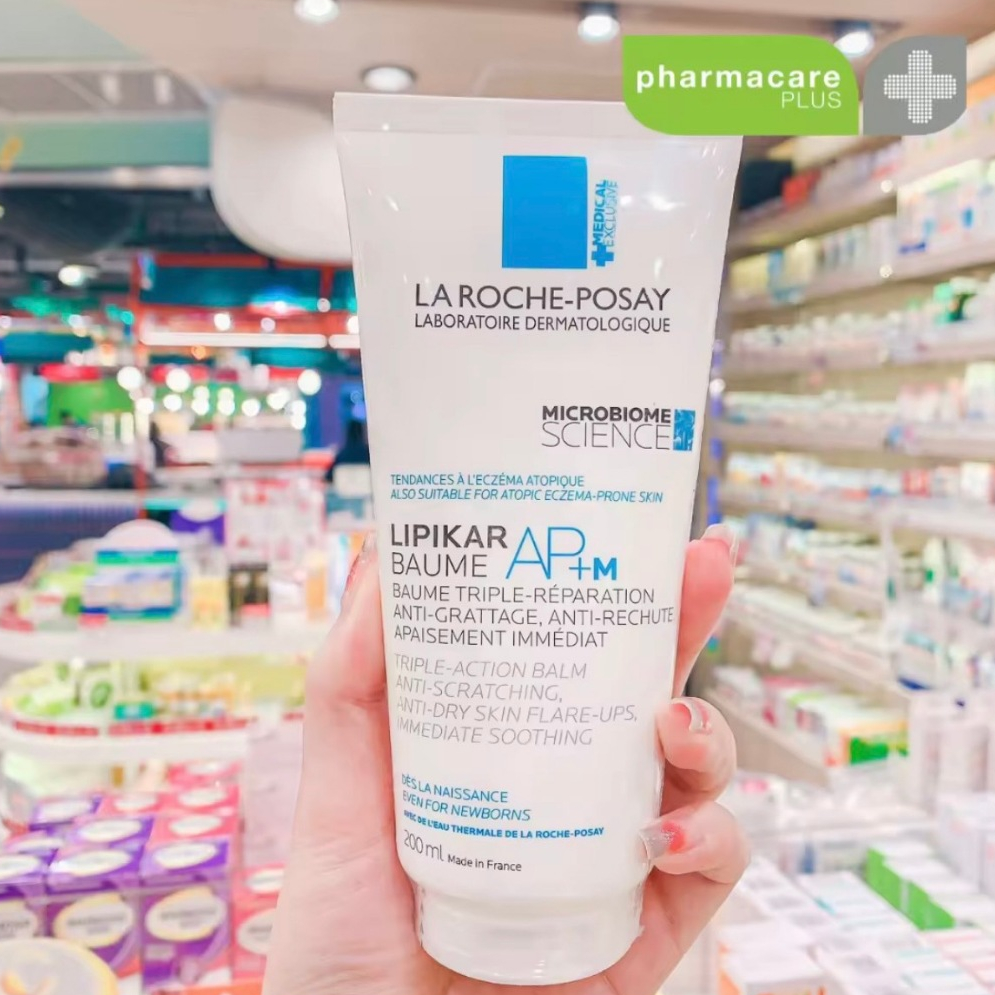 pharmacare
PLUS
+MEDICAL
EXCLUSIVE
LA ROCHE-POSAY
LABORATOIRE DERMATOLOGIQUE
MICROBIOME
SCIENCE
TENDANCES À L'ECZÉMA ATOPIQUE
ALSO SUITABLE FOR ATOPIC ECZEMA-PRONE SKIN
LIPIKAR
BAUME AP+M
BAUME TRIPLE-RÉPARATION
ANTI-GRATTAGE, ANTI-RECHUTE
APAISEMENT IMMÉDIAT
TRIPLE-ACTION BALM
ANTI-SCRATCHING,
ANTI-DRY SKIN FLARE-UPS,
IMMEDIATE SOOTHING
DÈS LA NAISSANCE
EVEN FOR NEWBORNS
AVEC DE L'EAU THERMALE DE LA ROCHE-POSAY
200 ml Made in France